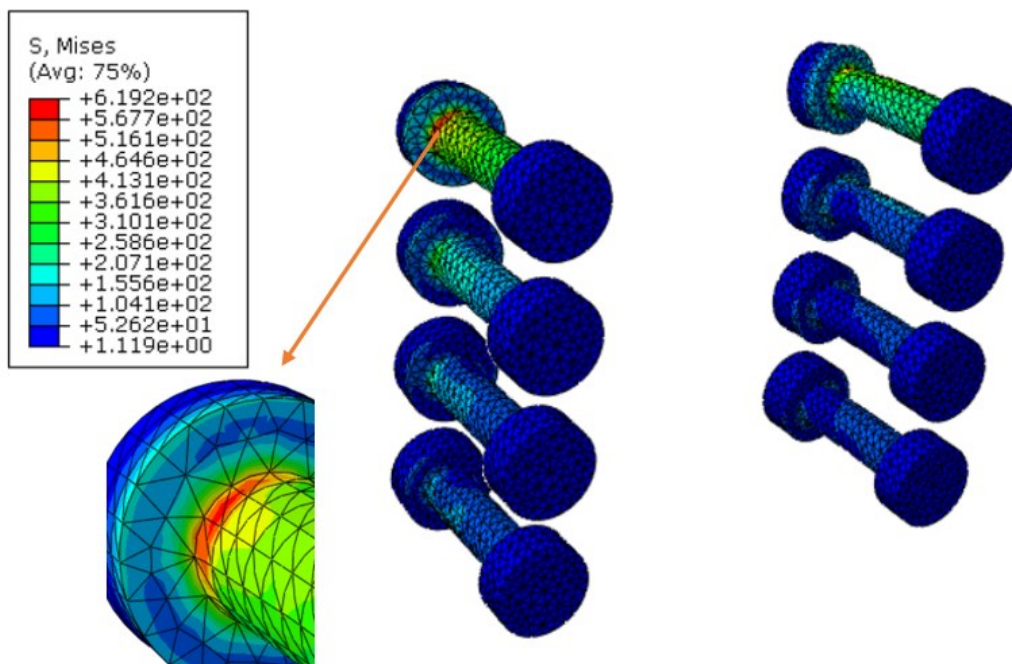 S, Mises
(Avg: 75%)
+6.192e+02
+5.677e+02
+5.161e+02
+4.646e+02
+4.131e+02
+3.616e+02
+3.101e+02
+2.586e+02
+2.071e+02
+1.556e+02
+1.041e+02
+5.262e+01
+1.119e+00